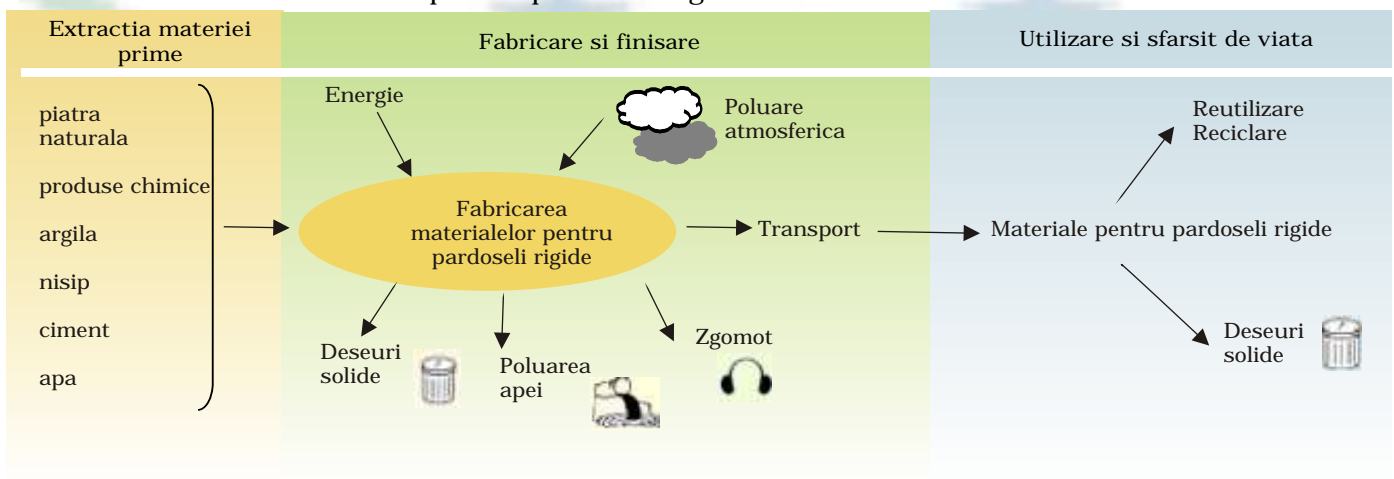 Extractia materiei
prime
Fabricare si finisare
Utilizare si sfarsit de viata
piatra
naturala
produse chimice
argila
nisip
ciment
apa
Energie
Poluare
atmosferica
Fabricarea
materialelor pentru
pardoseli rigide
Transport
Deseuri
solide
Poluarea
apei
Zgomot
Reutilizare
Reciclare
Materiale pentru pardoseli rigide
Deseuri
solide